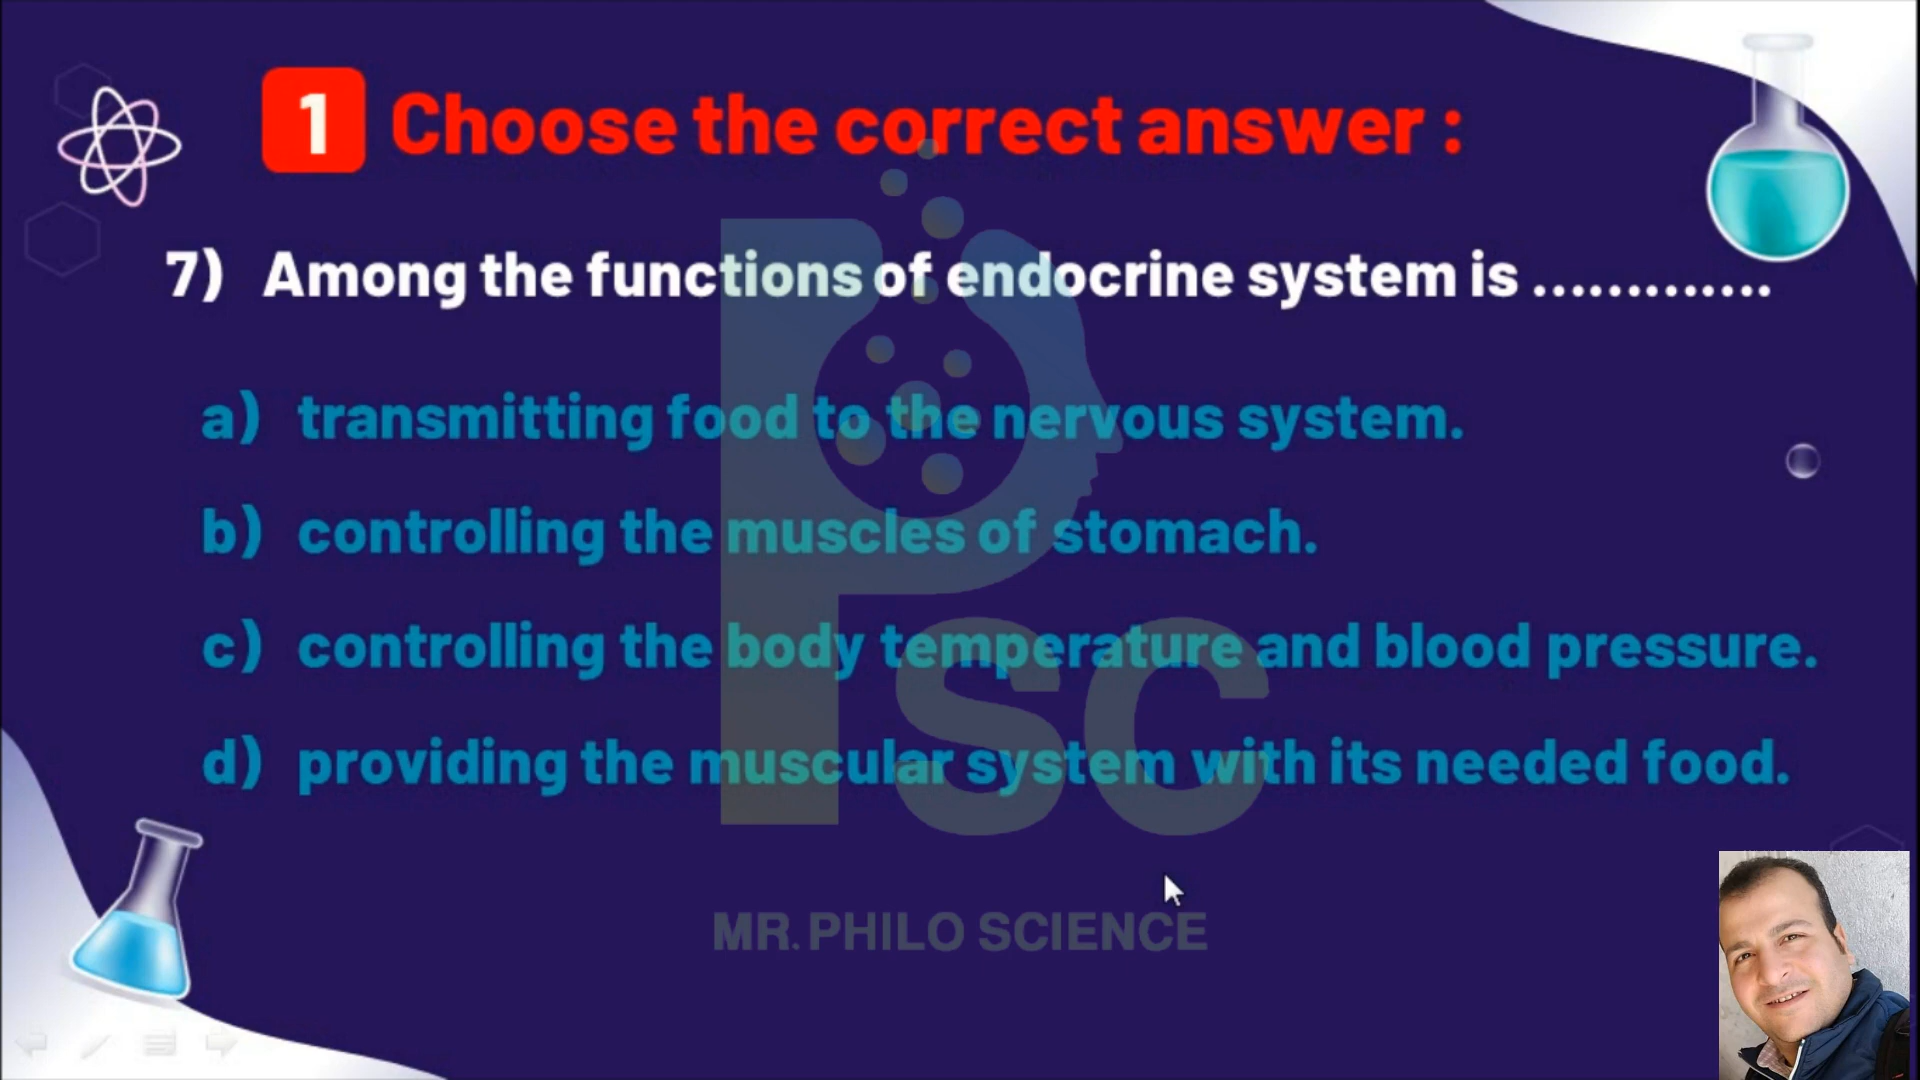 1 Choose the correct answer :
7) Among the functions of endocrine system is .............
a) transmitting food to the nervous system.
b) controlling the muscles of stomach.
c) controlling the body temperature and blood pressure.
d) providing the muscular system with its needed food.
Psc
MR. PHILO SCIENCE